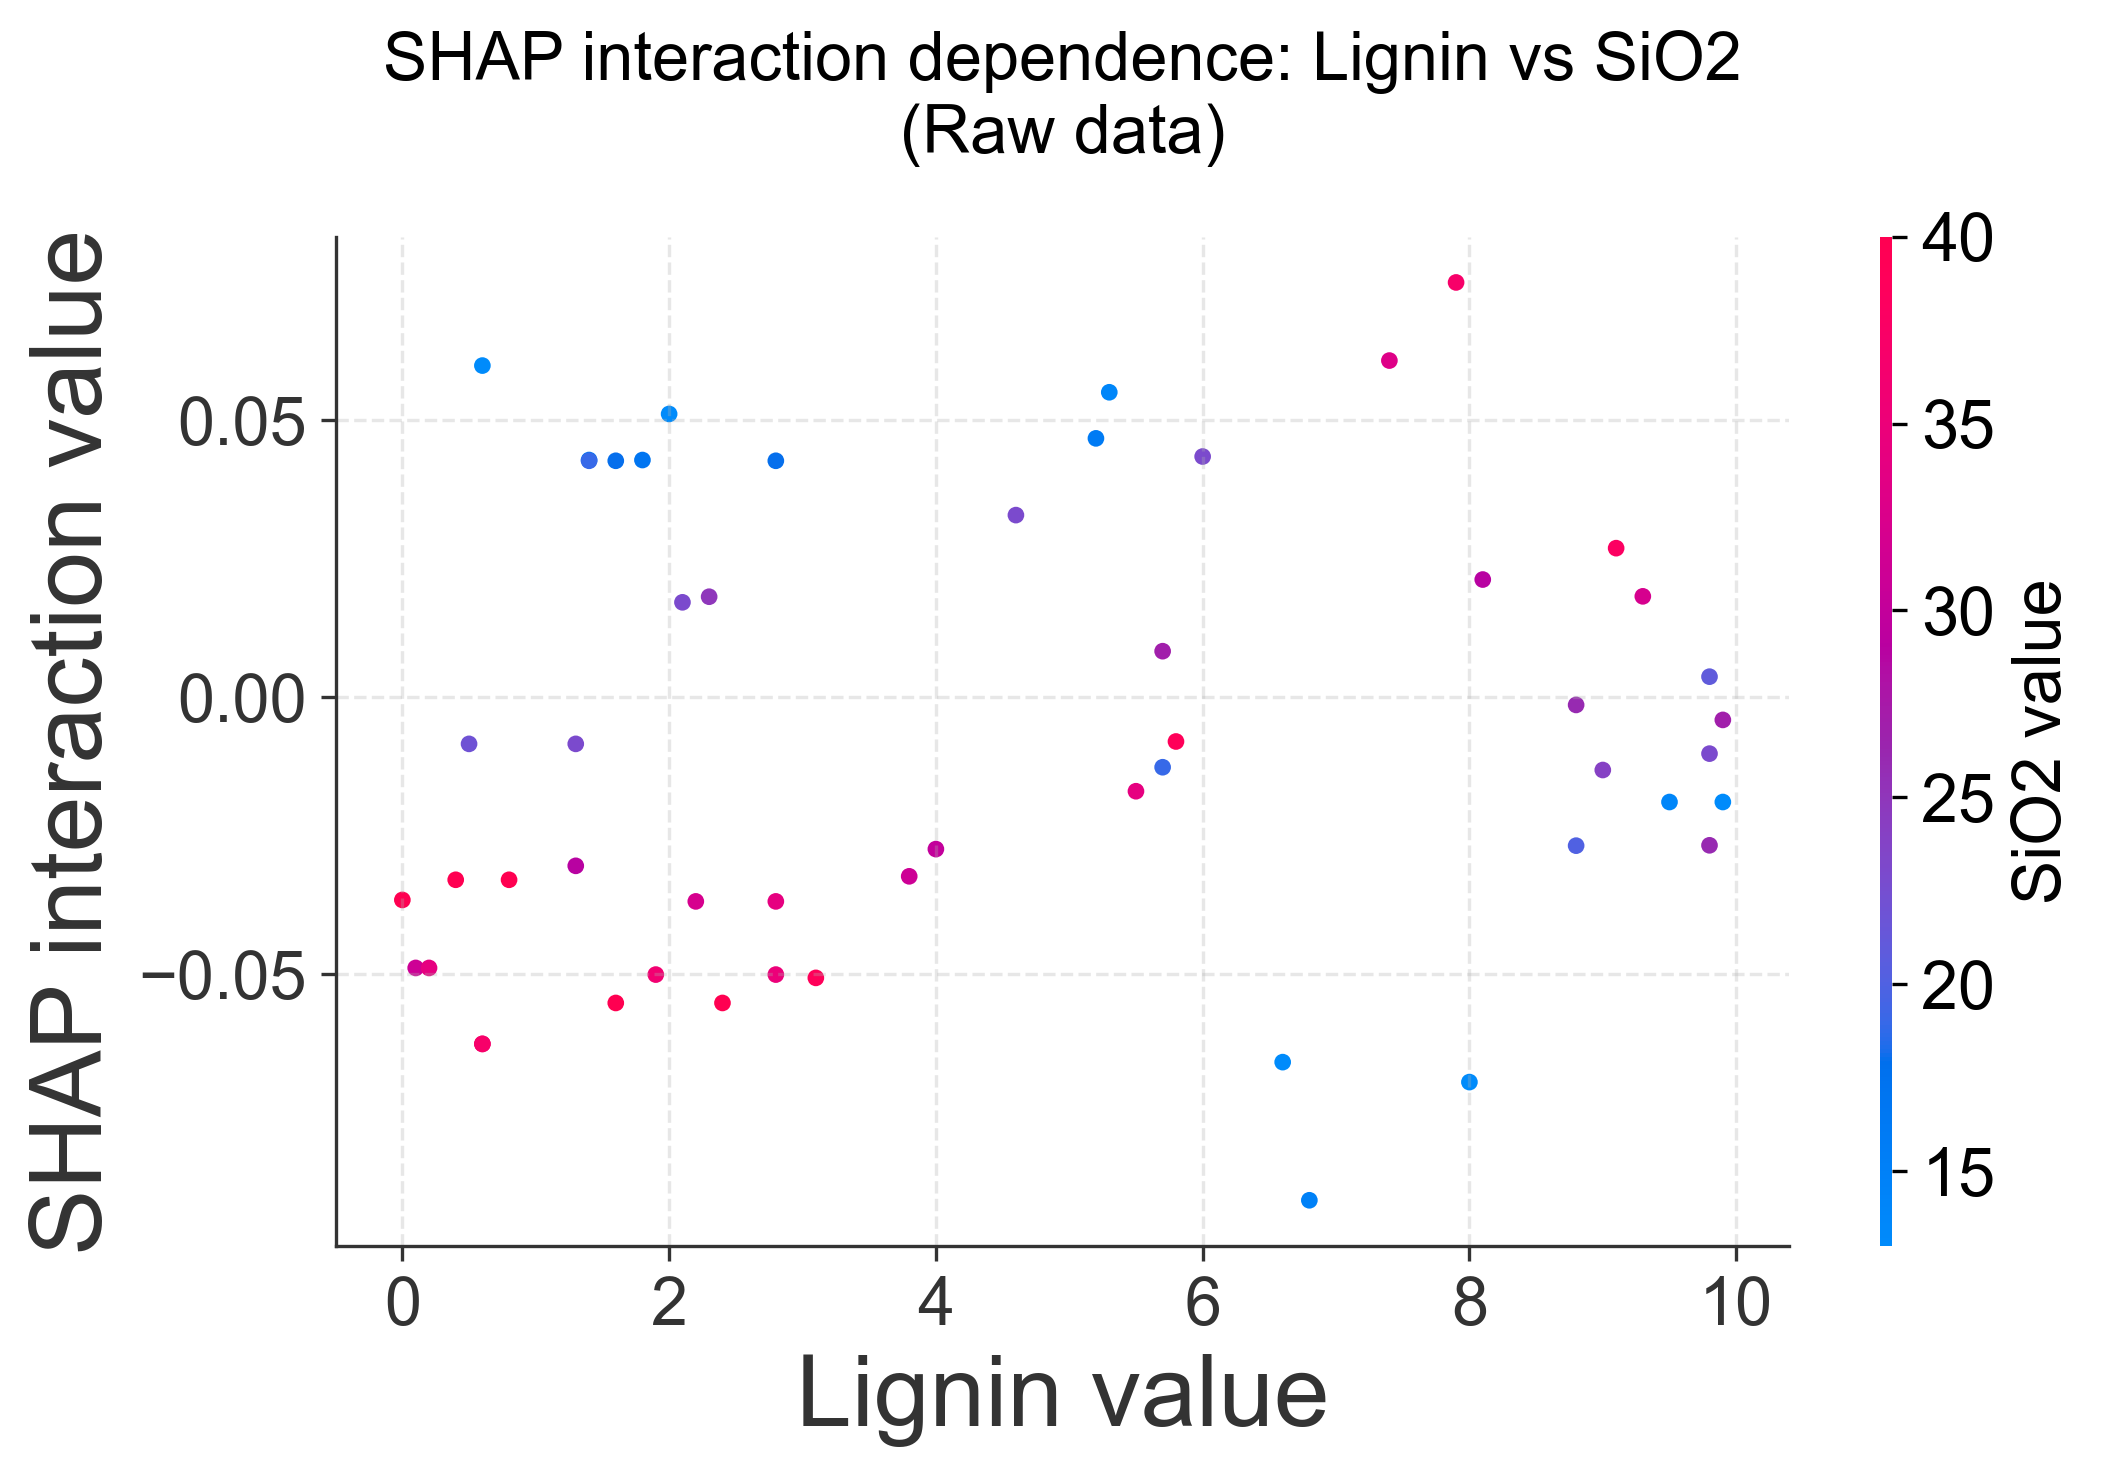 SHAP interaction dependence: Lignin vs SiO2
(Raw data)
SHAP interaction value
0.05
0.00
−0.05
0 2 4 6 8 10
Lignin value
40
35
30
25
20
15
SiO2 value